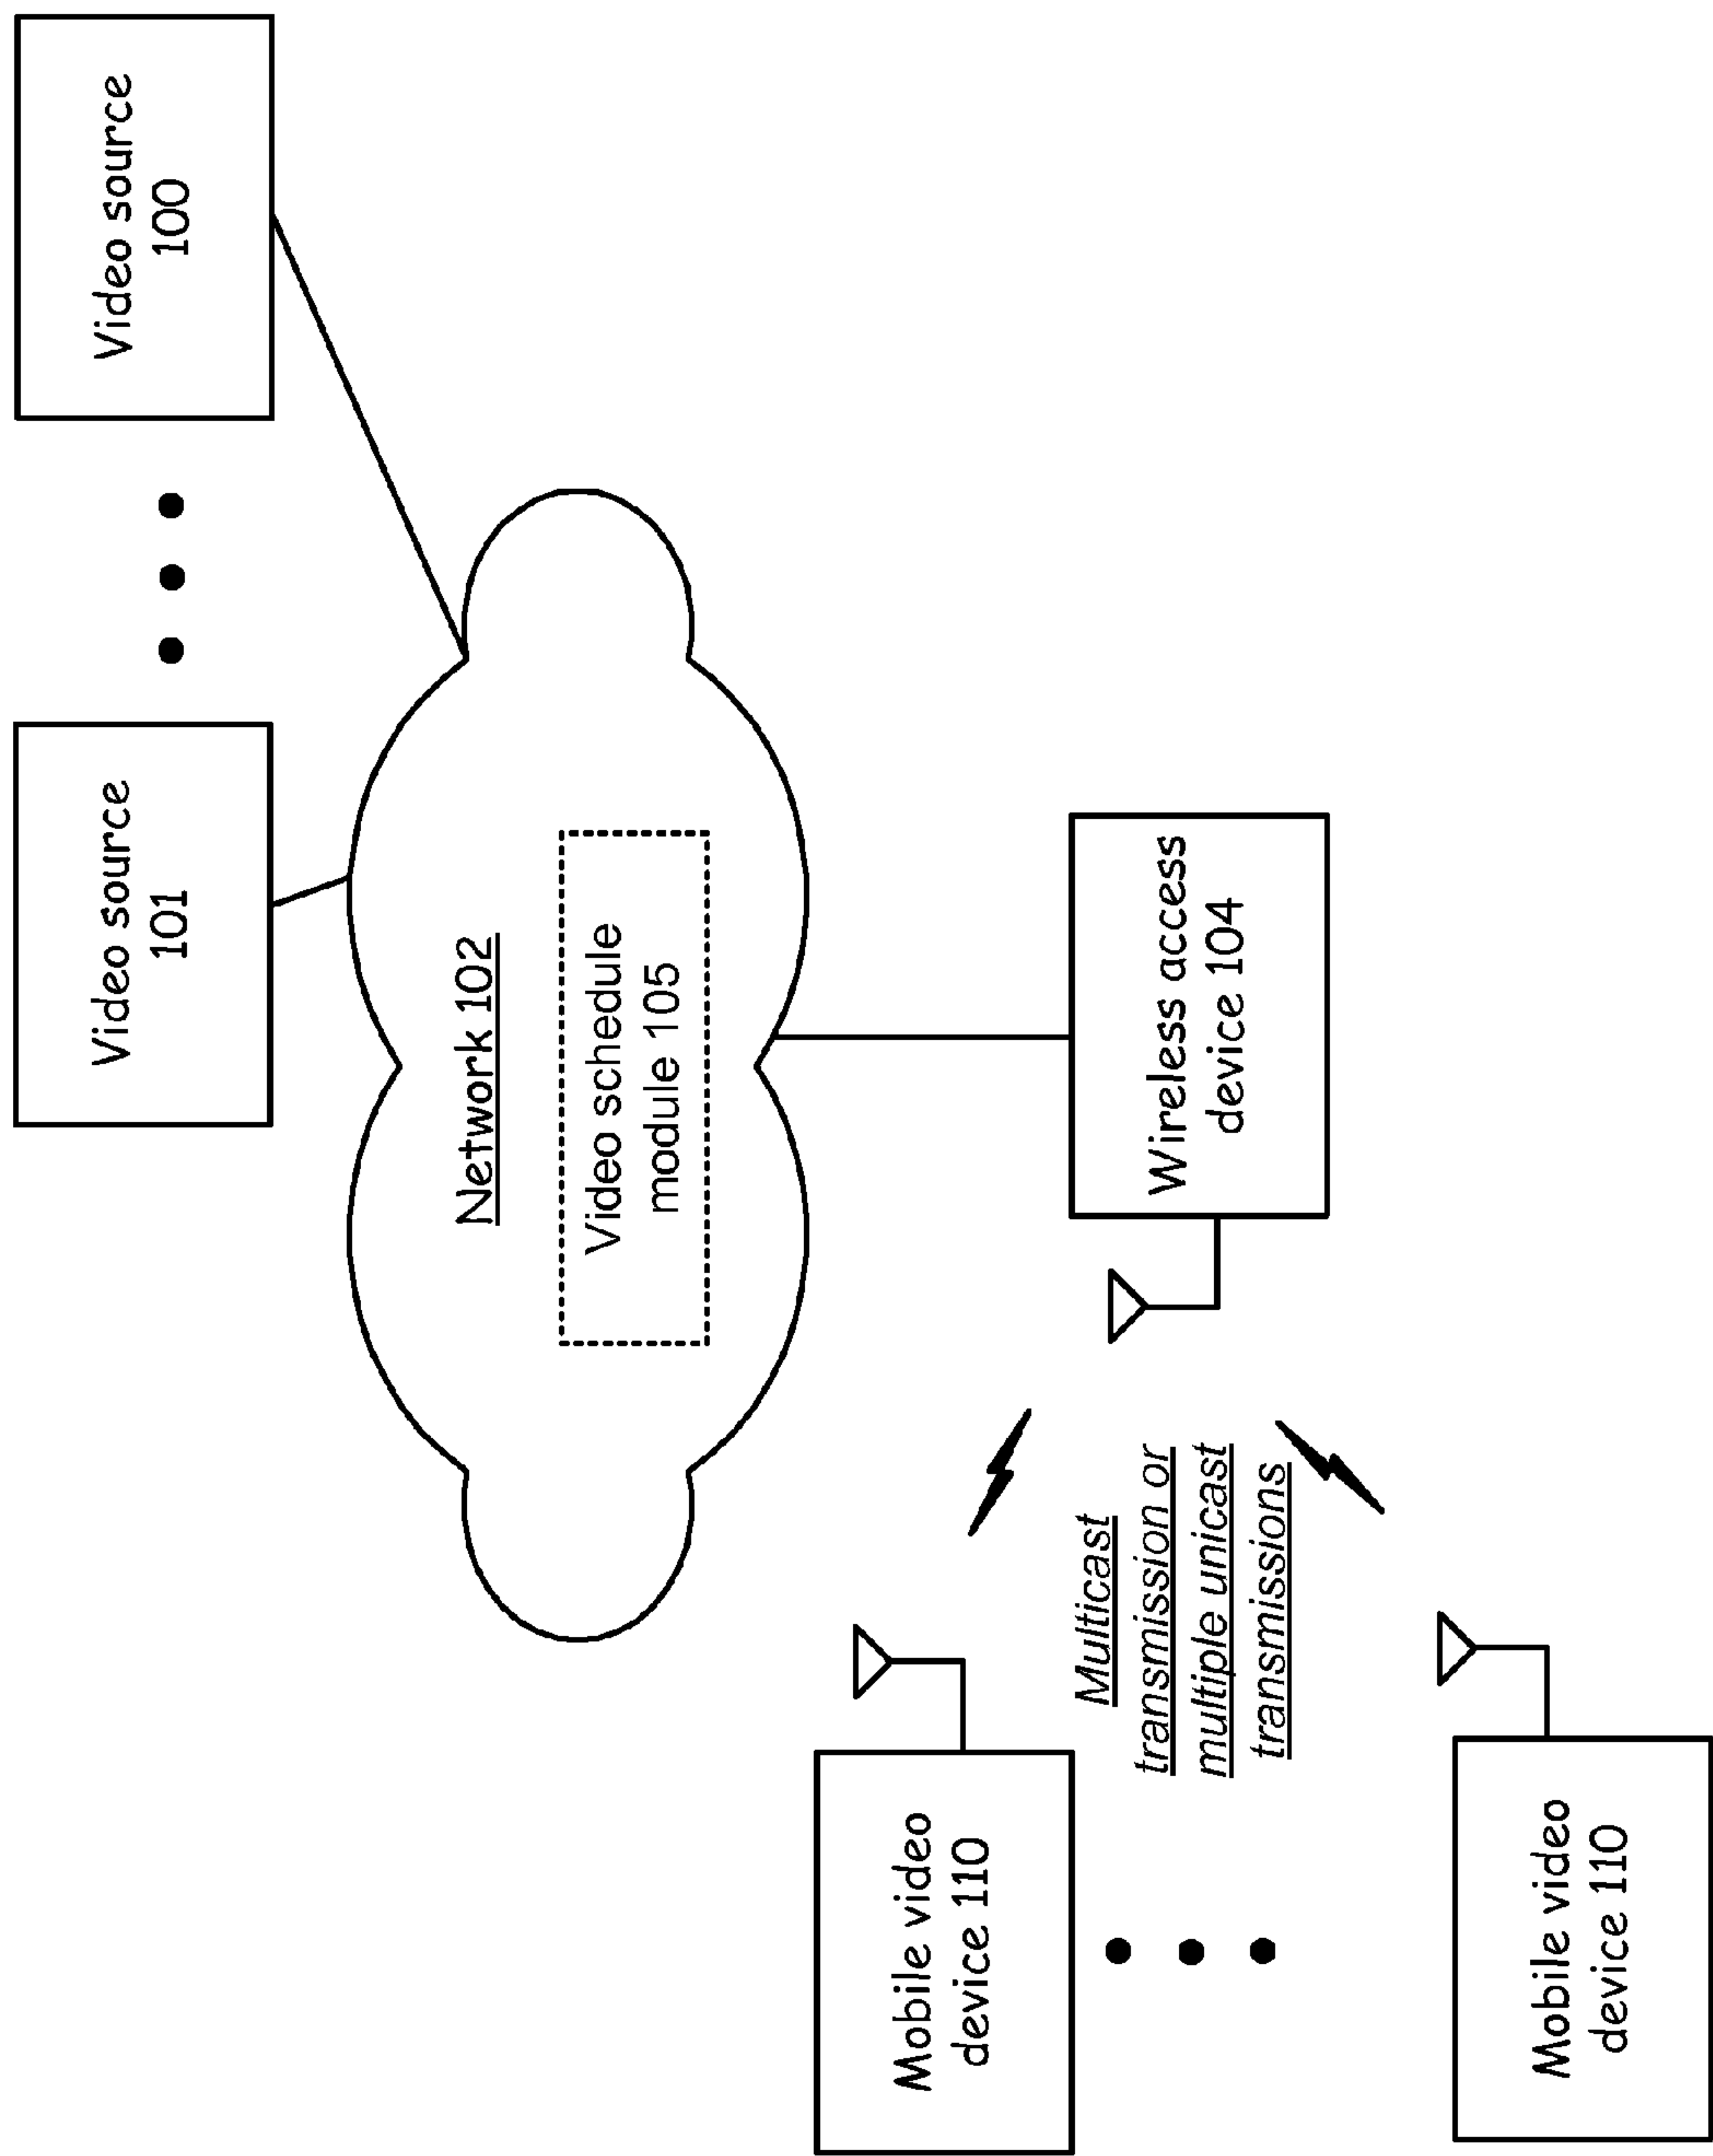 Video source
101
Video source
100
Network 102
Video schedule
module 105
Mobile video
device 110
Multicast
transmission or
multiple unicast
transmissions
Wireless access
device 104
Mobile video
device 110